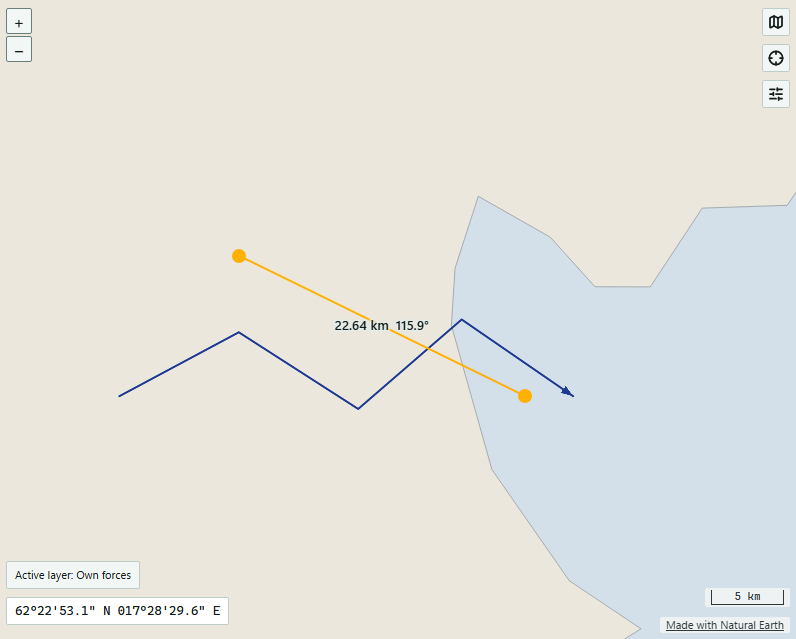 +
−
22.64 km 115.9°
Active layer: Own forces
62°22'53.1" N 017°28'29.6" E
5 km
Made with Natural Earth